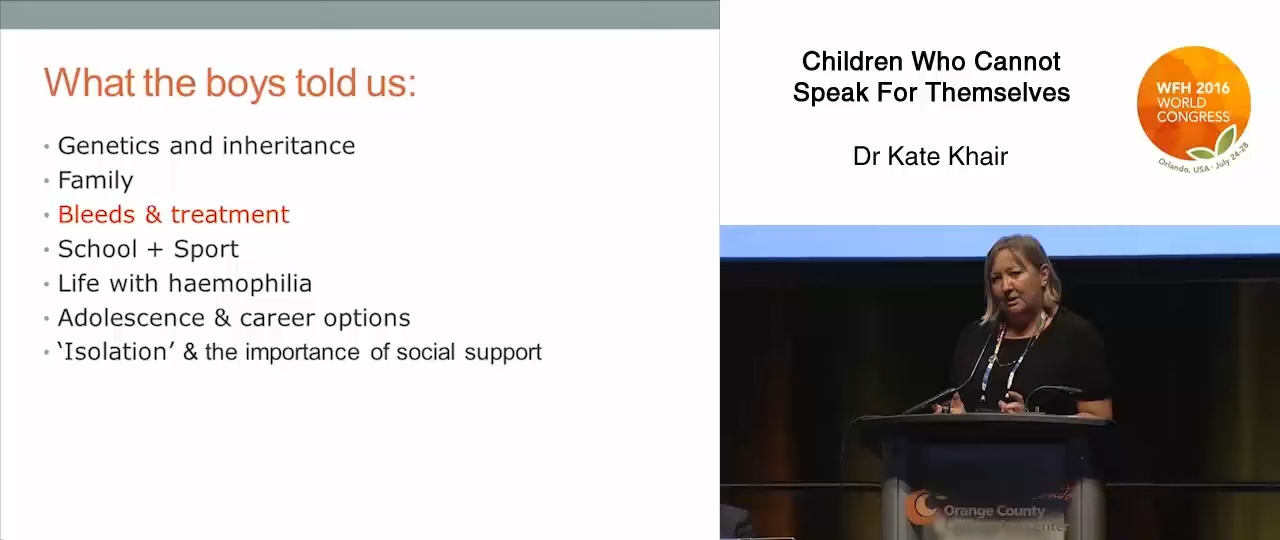 What the boys told us:
Genetics and inheritance
Family
Bleeds & treatment
School + Sport
Life with haemophilia
Adolescence & career options
‘Isolation’ & the importance of social support
Children Who Cannot
Speak For Themselves
Dr Kate Khair
WFH 2016
WORLD
CONGRESS
Orlando, USA • July 24-28
Orange County